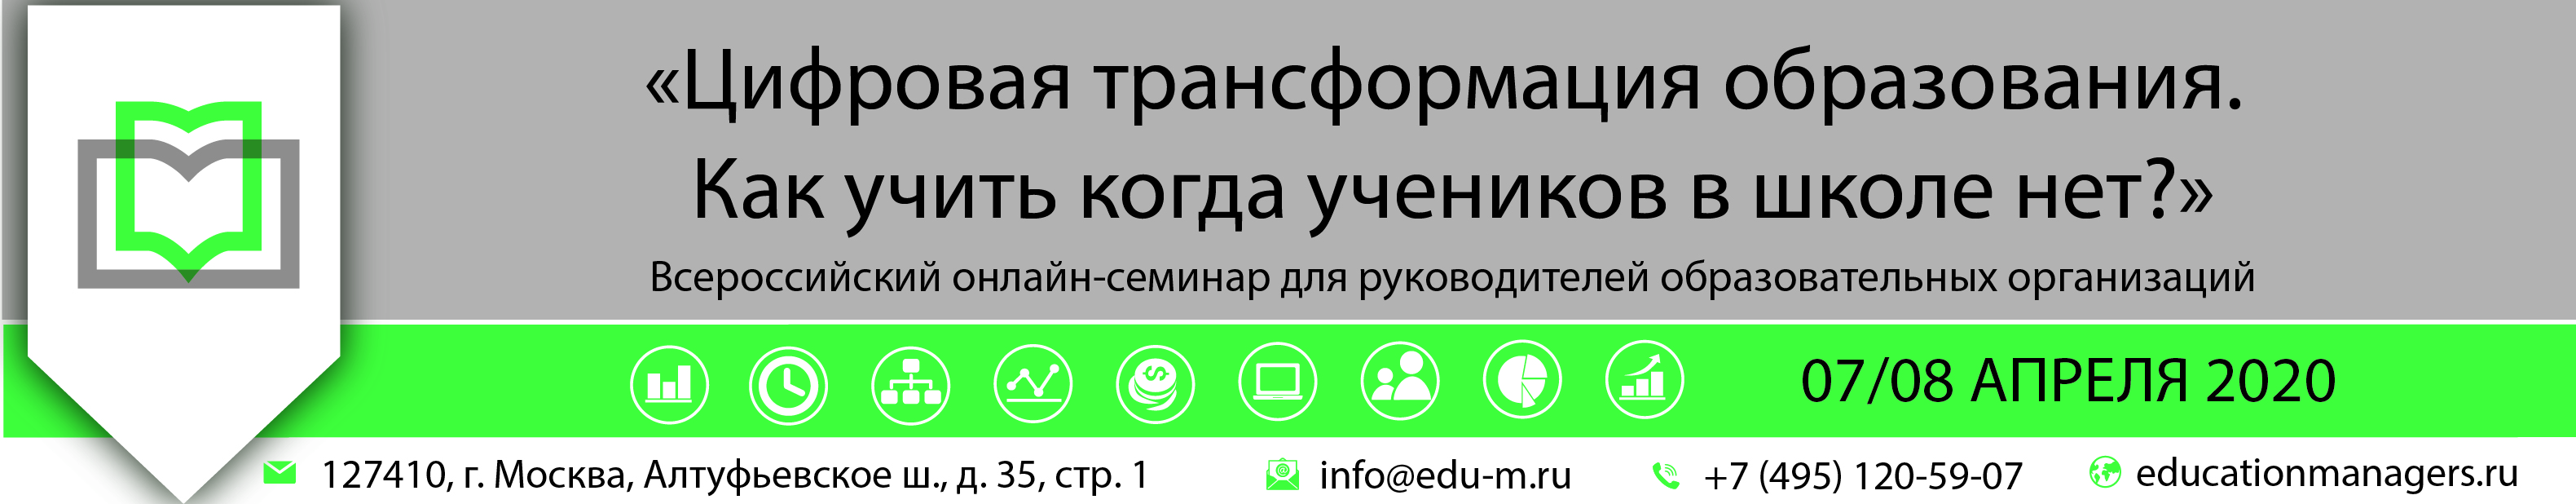 «Цифровая трансформация образования.
Как учить когда учеников в школе нет?»
Всероссийский онлайн-семинар для руководителей образовательных организаций
07/08 АПРЕЛЯ 2020
127410, г. Москва, Алтуфьевское ш., д. 35, стр. 1 info@edu-m.ru +7 (495) 120-59-07 educationmanagers.ru